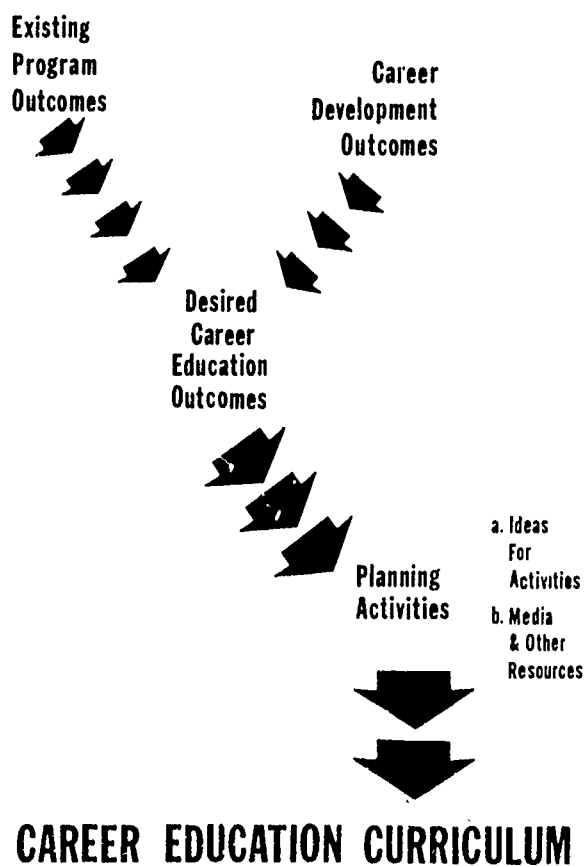 Existing
Program
Outcomes
Career
Development
Outcomes
Desired
Career
Education
Outcomes
Planning
Activities
a. Ideas
For
Activities
b. Media
& Other
Resources
CAREER EDUCATION CURRICULUM